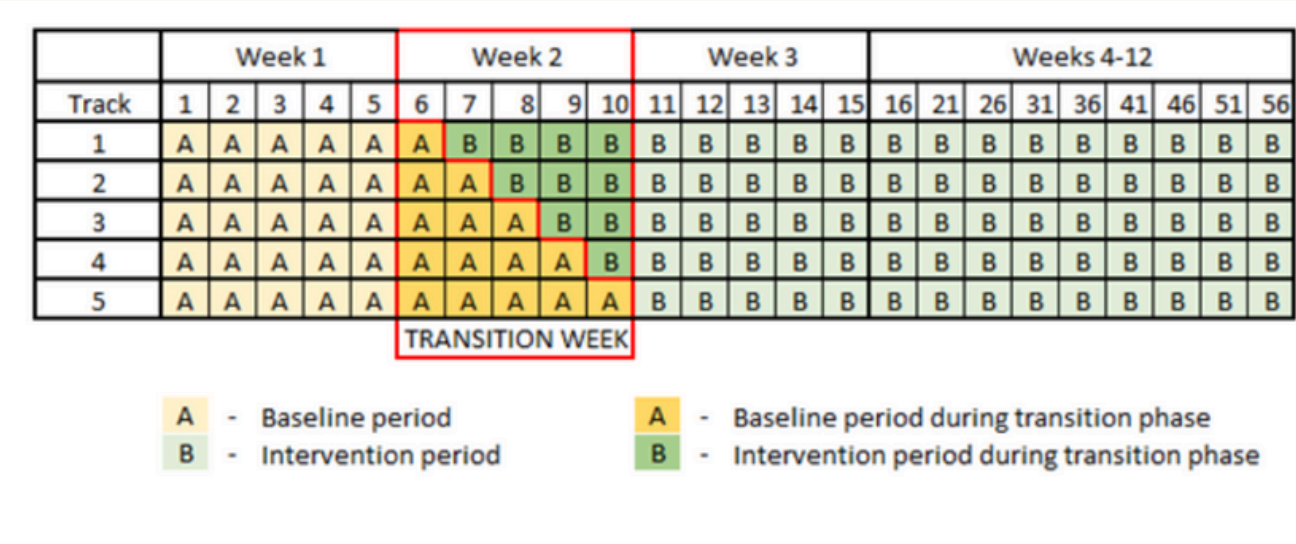 Week 1 Week 2 Week 3 Weeks 4-12
Track 1 2 3 4 5 6 7 8 9 10 11 12 13 14 15 16 21 26 31 36 41 46 51 56
1 A A A A A A B B B B B B B B B B B B B B B B B B
2 A A A A A A A B B B B B B B B B B B B B B B B B
3 A A A A A A A A B B B B B B B B B B B B B B B B
4 A A A A A A A A A B B B B B B B B B B B B B B B
5 A A A A A A A A A A B B B B B B B B B B B B B B
TRANSITION WEEK
A - Baseline period A - Baseline period during transition phase
B - Intervention period B - Intervention period during transition phase